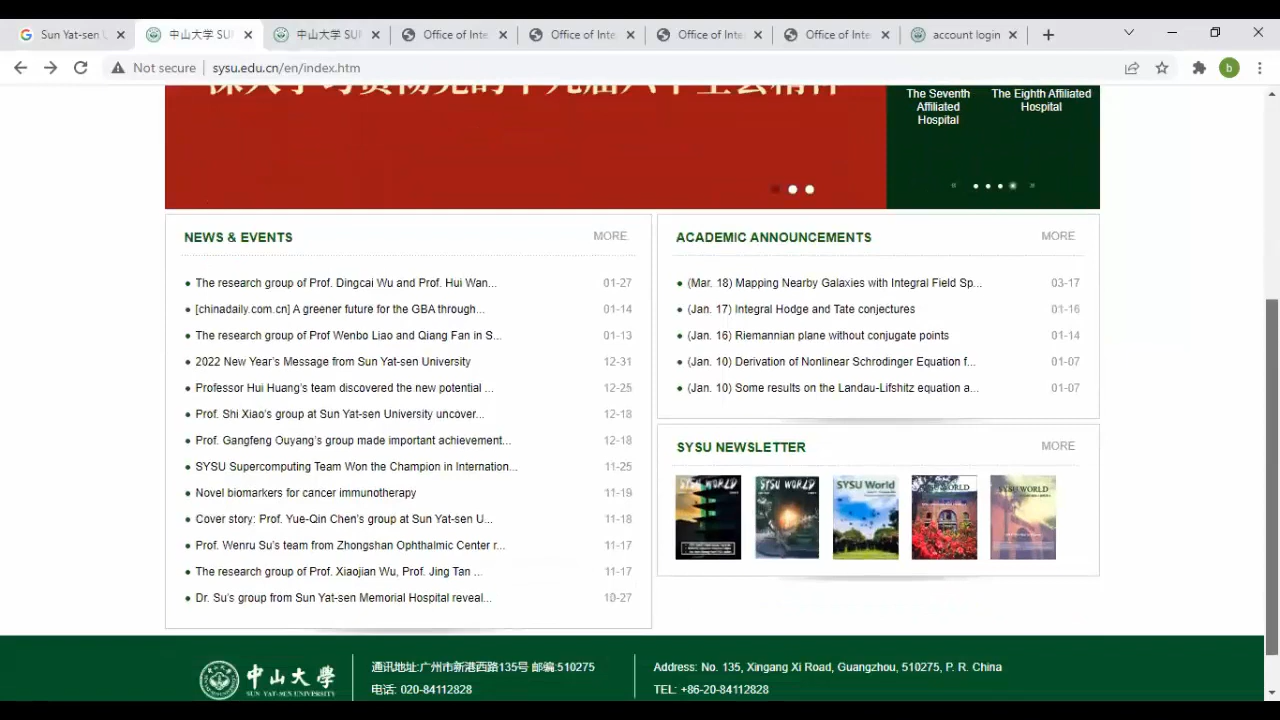 Sun Yat-sen U
中山大学 SU
中山大学 SU
Office of Inte
Office of Inte
Office of Inte
Office of Inte
account login
Not secure
sysu.edu.cn/en/index.htm
b
The Seventh
Affiliated
Hospital
The Eighth Affiliated
Hospital
NEWS & EVENTS
MORE
The research group of Prof. Dingcai Wu and Prof. Hui Wan... 01-27
[chinadaily.com.cn] A greener future for the GBA through... 01-14
The research group of Prof Wenbo Liao and Qiang Fan in S... 01-13
2022 New Year's Message from Sun Yat-sen University 12-31
Professor Hui Huang's team discovered the new potential ... 12-25
Prof. Shi Xiao's group at Sun Yat-sen University uncover... 12-18
Prof. Gangfeng Ouyang's group made important achievement... 12-18
SYSU Supercomputing Team Won the Champion in Internation... 11-25
Novel biomarkers for cancer immunotherapy 11-19
Cover story: Prof. Yue-Qin Chen's group at Sun Yat-sen U... 11-18
Prof. Wenru Su's team from Zhongshan Ophthalmic Center r... 11-17
The research group of Prof. Xiaojian Wu, Prof. Jing Tan ... 11-17
Dr. Su's group from Sun Yat-sen Memorial Hospital reveal... 10-27
ACADEMIC ANNOUNCEMENTS
MORE
(Mar. 18) Mapping Nearby Galaxies with Integral Field Sp... 03-17
(Jan. 17) Integral Hodge and Tate conjectures 01-16
(Jan. 16) Riemannian plane without conjugate points 01-14
(Jan. 10) Derivation of Nonlinear Schrodinger Equation f... 01-07
(Jan. 10) Some results on the Landau-Lifshitz equation a... 01-07
SYSU NEWSLETTER
MORE
SYSU WORLD
SYSU WORLD
SYSU World
SYSU WORLD
SYSU WORLD
中山大學
SUN YAT-SEN UNIVERSITY
通讯地址:广州市新港西路135号 邮编:510275
电话: 020-84112828
Address: No. 135, Xingang Xi Road, Guangzhou, 510275, P. R. China
TEL: +86-20-84112828